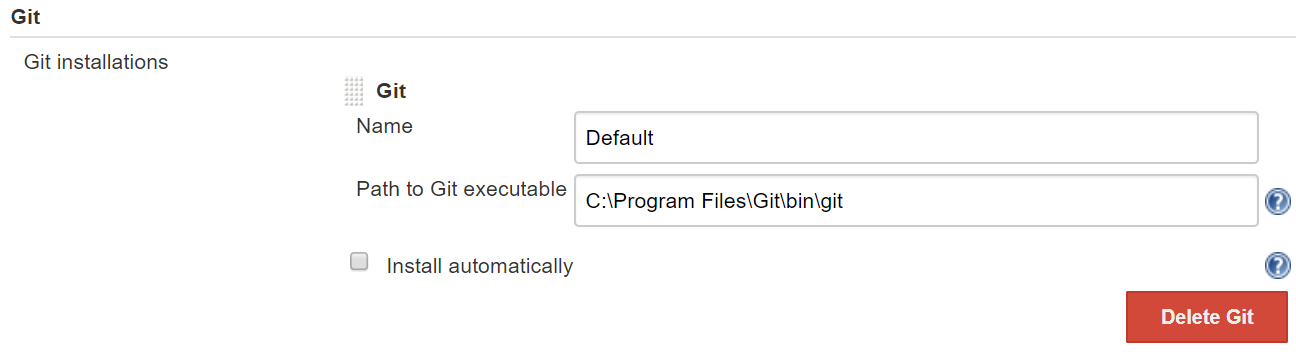 Git
Git installations
Git
Name
Default
Path to Git executable
C:\Program Files\Git\bin\git
?
Install automatically
?
Delete Git